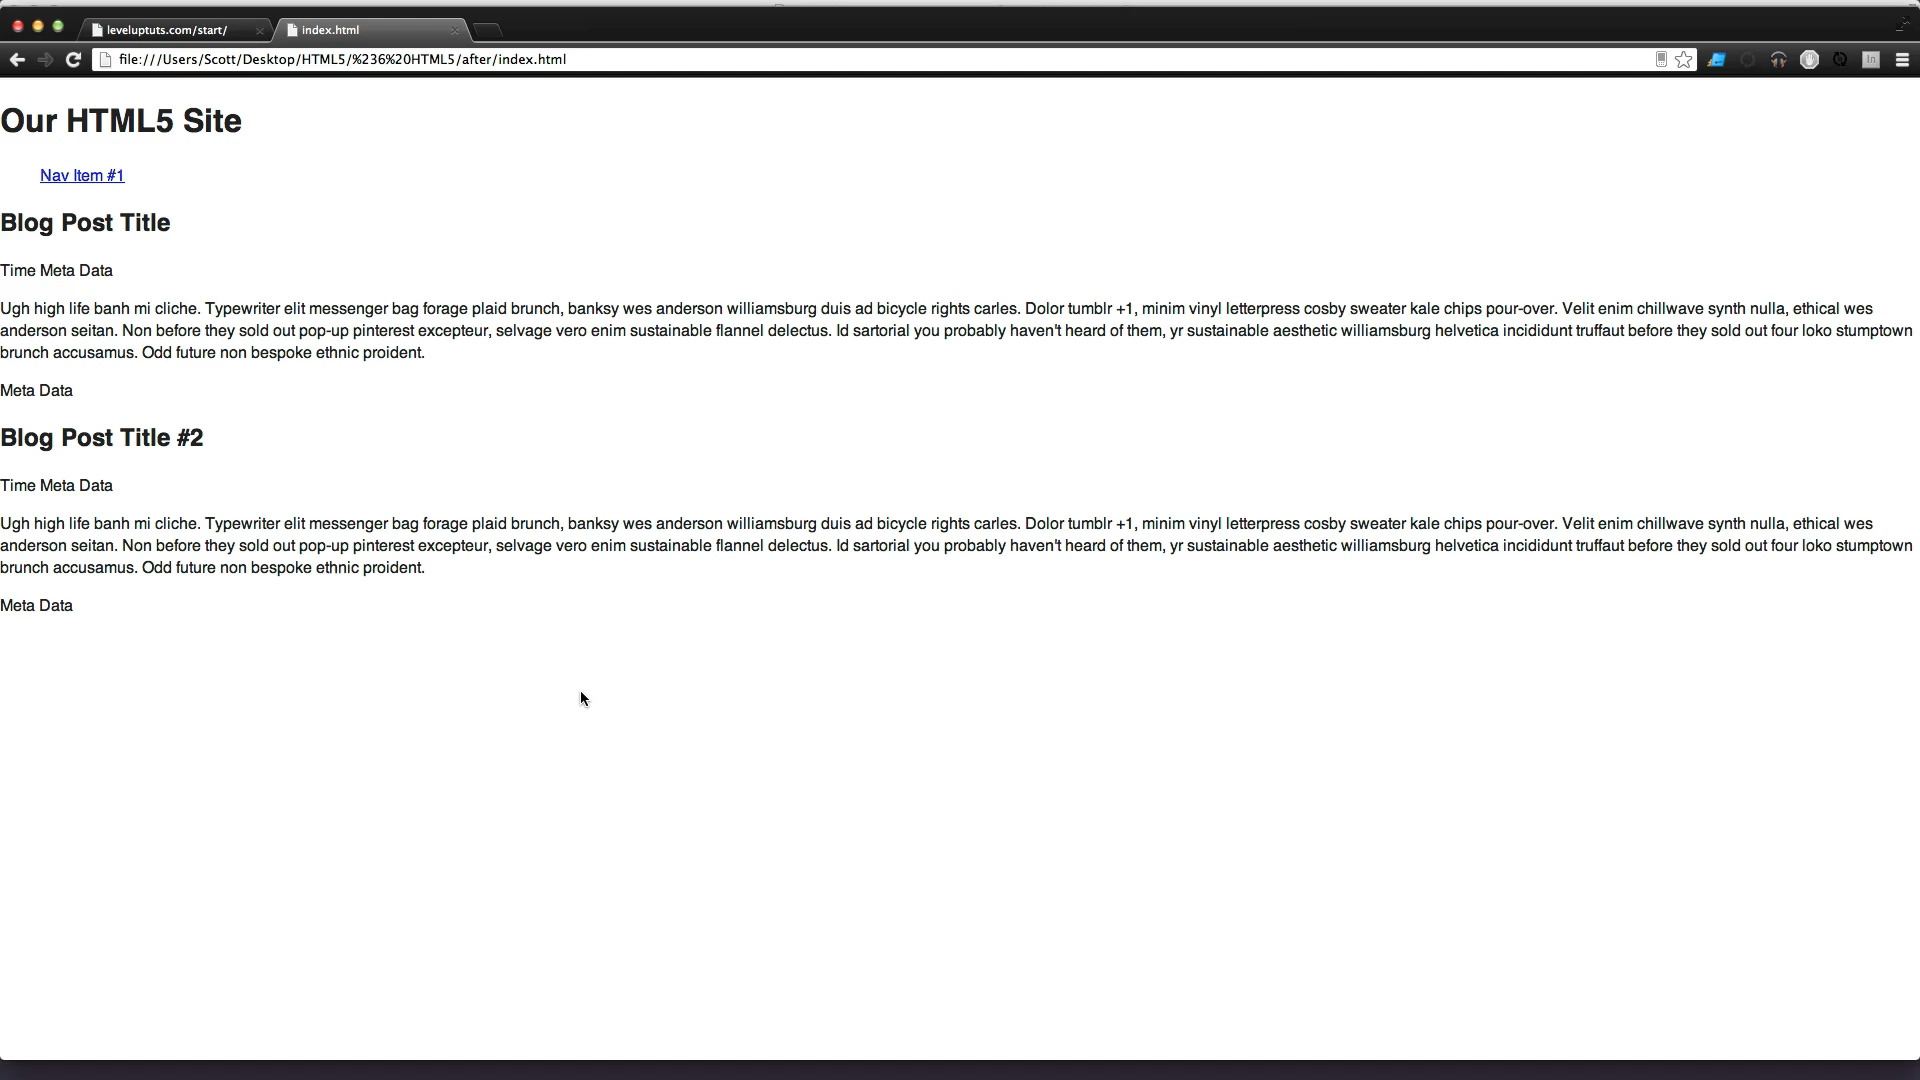 leveluptuts.com/start/
index.html
file:///Users/Scott/Desktop/HTML5/%236%20HTML5/after/index.html
Our HTML5 Site
Nav Item #1
Blog Post Title
Time Meta Data
Ugh high life banh mi cliche. Typewriter elit messenger bag forage plaid brunch, banksy wes anderson williamsburg duis ad bicycle rights carles. Dolor tumblr +1, minim vinyl letterpress cosby sweater kale chips pour-over. Velit enim chillwave synth nulla, ethical wes
anderson seitan. Non before they sold out pop-up pinterest excepteur, selvage vero enim sustainable flannel delectus. Id sartorial you probably haven't heard of them, yr sustainable aesthetic williamsburg helvetica incididunt truffaut before they sold out four loko stumptown
brunch accusamus. Odd future non bespoke ethnic proident.
Meta Data
Blog Post Title #2
Time Meta Data
Ugh high life banh mi cliche. Typewriter elit messenger bag forage plaid brunch, banksy wes anderson williamsburg duis ad bicycle rights carles. Dolor tumblr +1, minim vinyl letterpress cosby sweater kale chips pour-over. Velit enim chillwave synth nulla, ethical wes
anderson seitan. Non before they sold out pop-up pinterest excepteur, selvage vero enim sustainable flannel delectus. Id sartorial you probably haven't heard of them, yr sustainable aesthetic williamsburg helvetica incididunt truffaut before they sold out four loko stumptown
brunch accusamus. Odd future non bespoke ethnic proident.
Meta Data